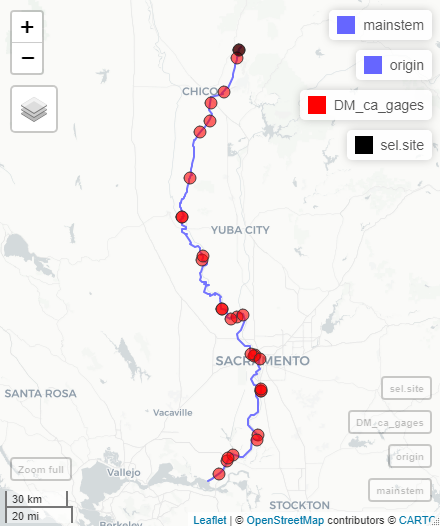 +
−
mainstem
origin
DM_ca_gages
sel.site
CHICO
YUBA CITY
SACRAMENTO
SANTA ROSA
Vacaville
sel.site
DM_ca_gages
origin
mainstem
Zoom full
Vallejo
30 km
20 mi
STOCKTON
Berkeley
Leaflet | © OpenStreetMap contributors © CARTO